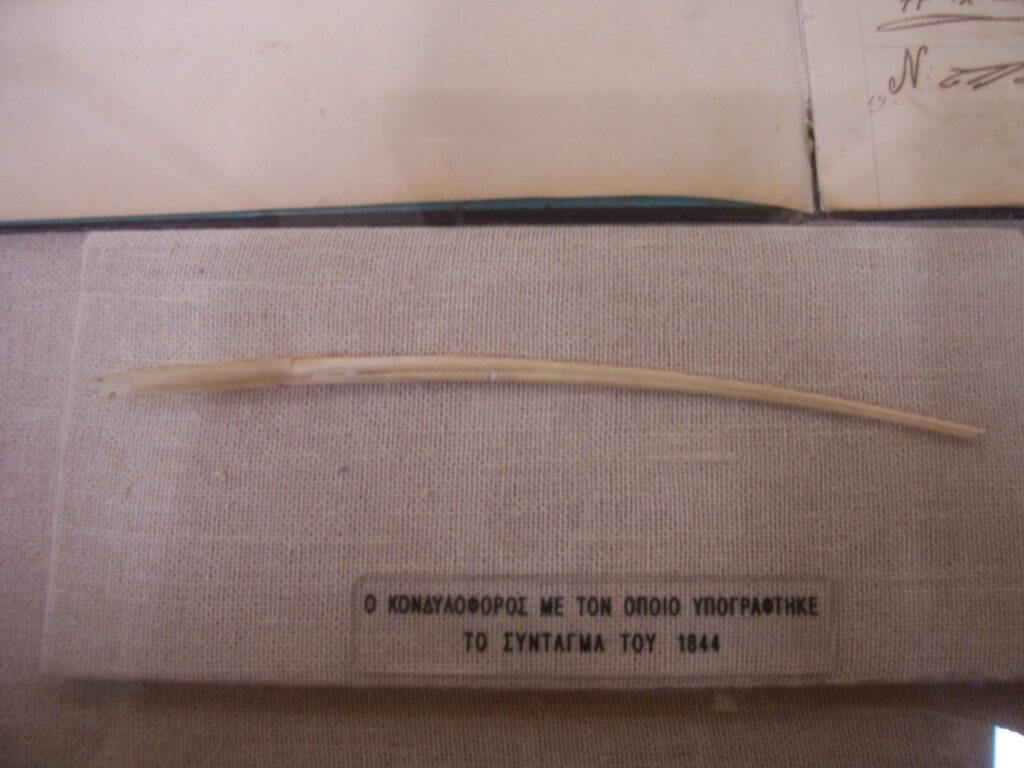 Ν:
Ο ΚΟΝΔΥΛΟΦΟΡΟΣ ΜΕ ΤΟΝ ΟΠΟΙΟ ΥΠΟΓΡΑΦΤΗΚΕ
ΤΟ ΣΥΝΤΑΓΜΑ ΤΟΥ 1844